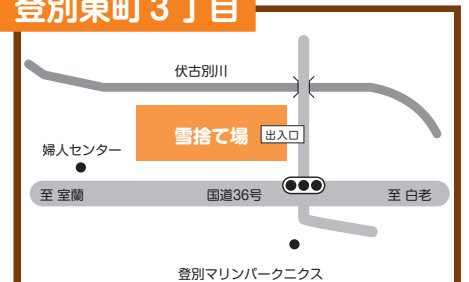 登別東町３丁目
伏古別川
雪捨て場
出入口
婦人センター
至 室蘭
国道36号
至 白老
登別マリンパークニクス